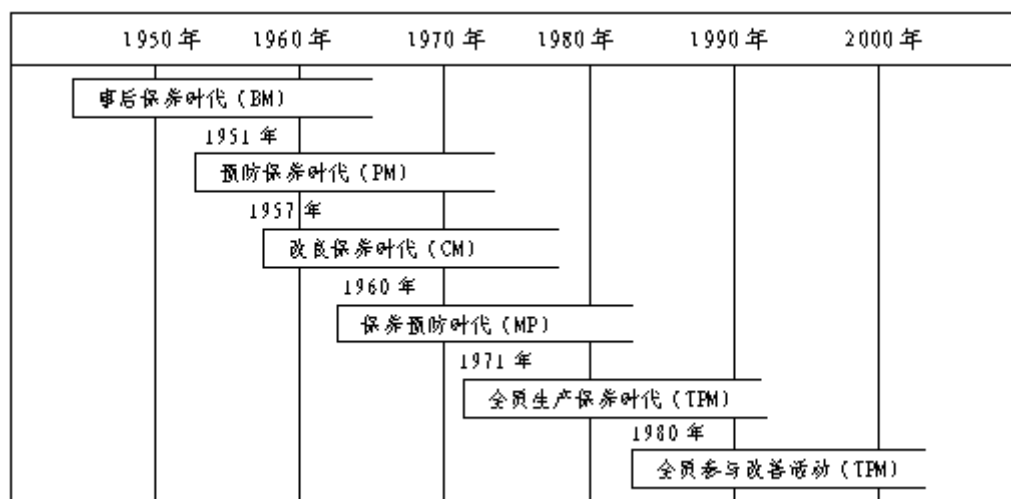 1950年 1960年 1970年 1980年 1990年 2000年
事后保养时代（BM）
1951年
预防保养时代（PM）
1957年
改良保养时代（CM）
1960年
保养预防时代（MP）
1971年
全员生产保养时代（TPM）
1980年
全员参与改善活动（TPM）